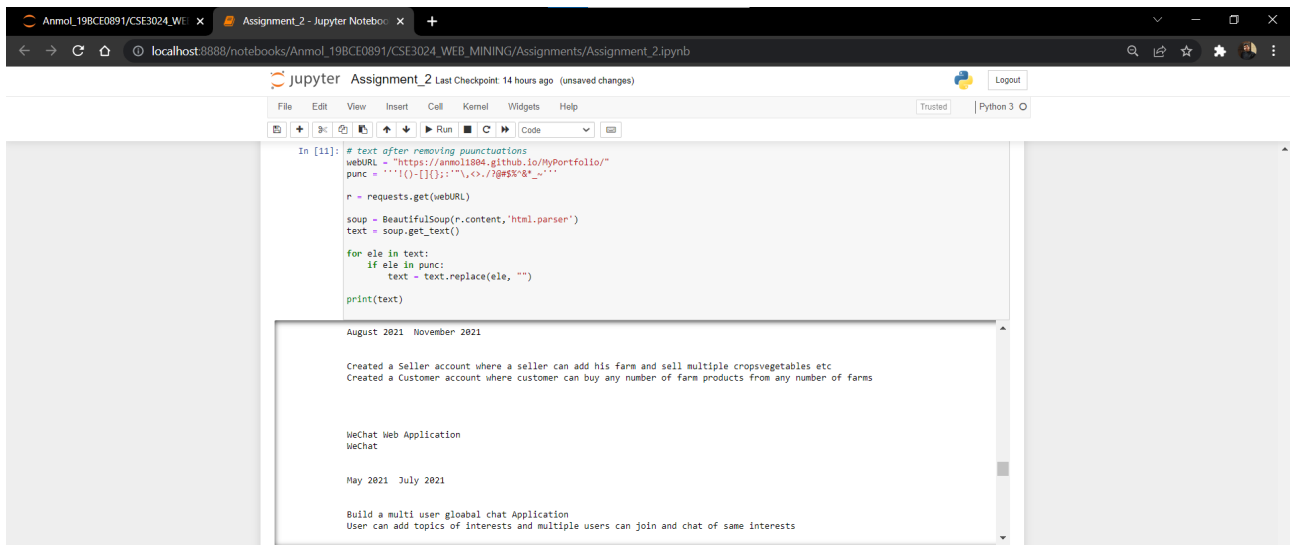 Anmol_19BCE0891/CSE3024_WE
Assignment_2 - Jupyter Noteboo
localhost:8888/notebooks/Anmol_19BCE0891/CSE3024_WEB_MINING/Assignments/Assignment_2.ipynb
jupyter Assignment_2 Last Checkpoint: 14 hours ago (unsaved changes)
Logout
File Edit View Insert Cell Kernel Widgets Help
Trusted Python 3
Run Code
In [11]: # text after removing puunctuations
webURL = "https://anmol1804.github.io/MyPortfolio/"
punc = '''!()-[]{};:'"\,<>./?@#$%^&*_~'''
r = requests.get(webURL)
soup = BeautifulSoup(r.content,'html.parser')
text = soup.get_text()
for ele in text:
if ele in punc:
text = text.replace(ele, "")
print(text)
August 2021  November 2021
Created a Seller account where a seller can add his farm and sell multiple cropsvegetables etc
Created a Customer account where customer can buy any number of farm products from any number of farms
WeChat Web Application
WeChat
May 2021  July 2021
Build a multi user gloabal chat Application
User can add topics of interests and multiple users can join and chat of same interests